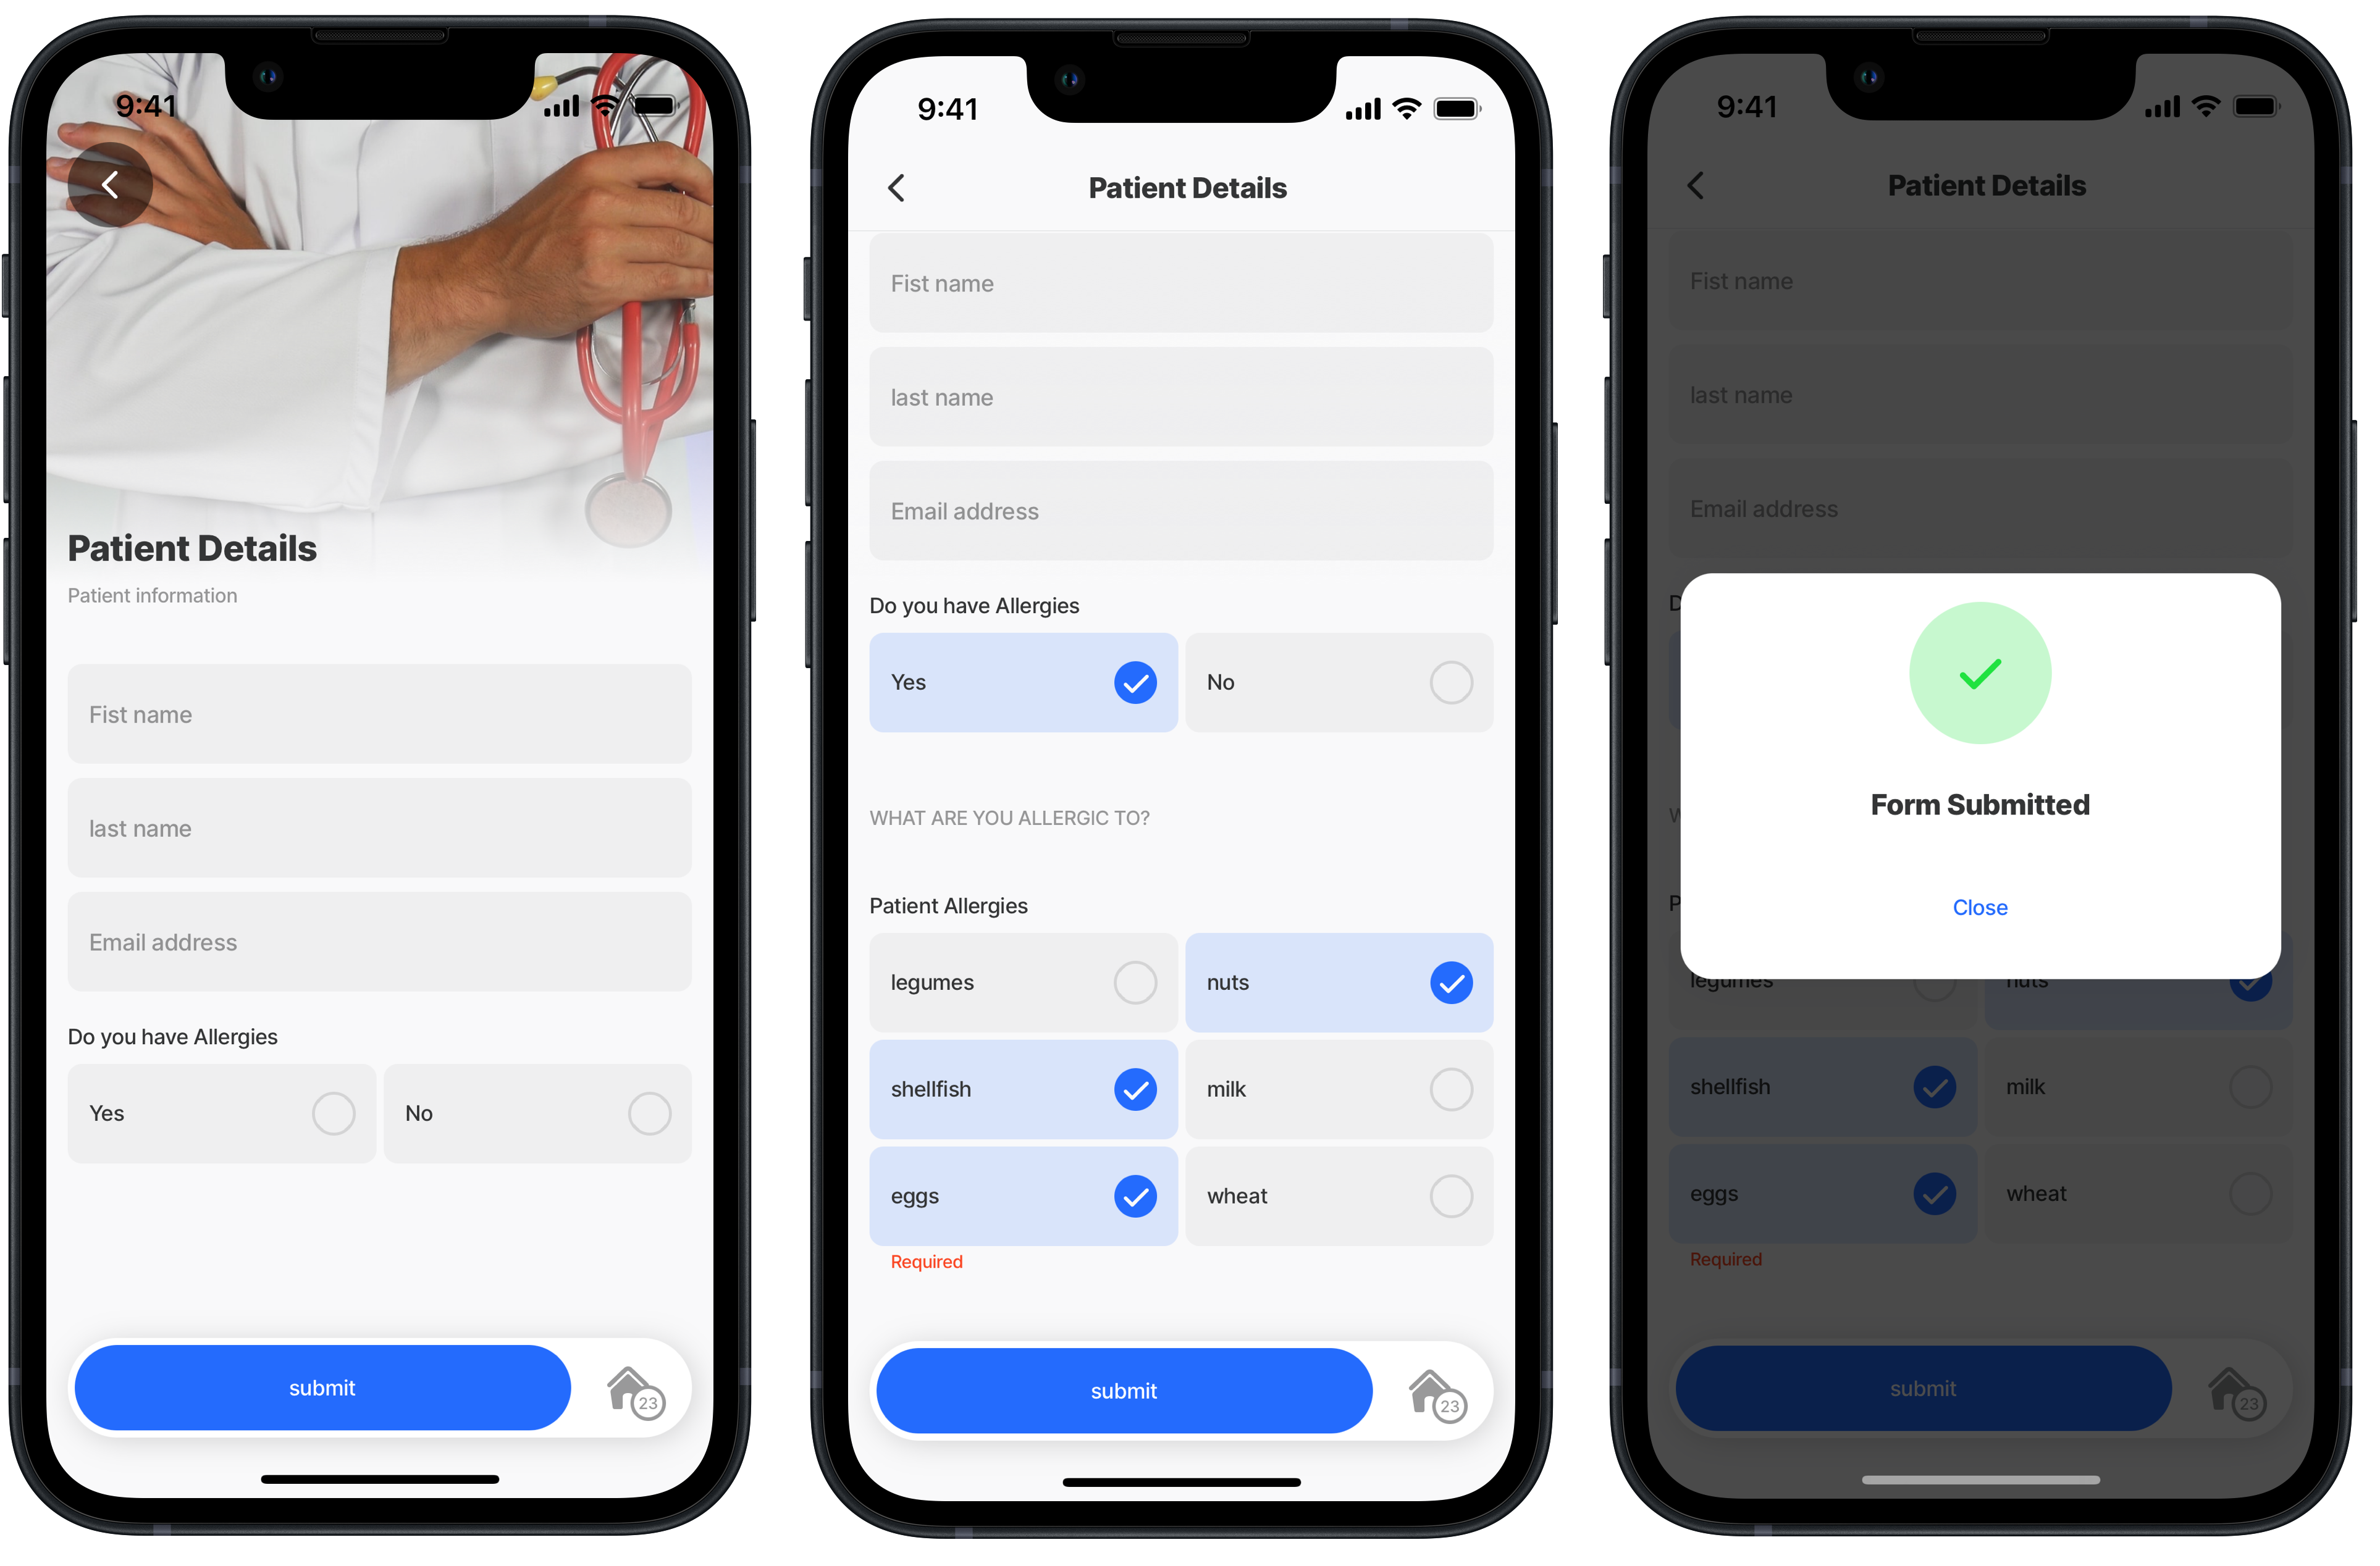 9:41
Patient Details
Patient information
Fist name
last name
Email address
Do you have Allergies
Yes
No
submit
23
9:41
Patient Details
Fist name
last name
Email address
Do you have Allergies
Yes
No
WHAT ARE YOU ALLERGIC TO?
Patient Allergies
legumes
nuts
shellfish
milk
eggs
wheat
Required
submit
23
9:41
Patient Details
Fist name
last name
Email address
D
Form Submitted
W
P
Close
legumes
nuts
shellfish
milk
eggs
wheat
Required
submit
23